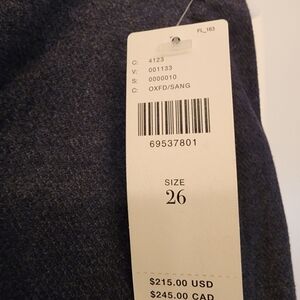 FL_163
C: 4123
V: 001133
S: 0000010
C: OXFD/SANG
69537801
SIZE
26
$215.00 USD
$245.00 CAD